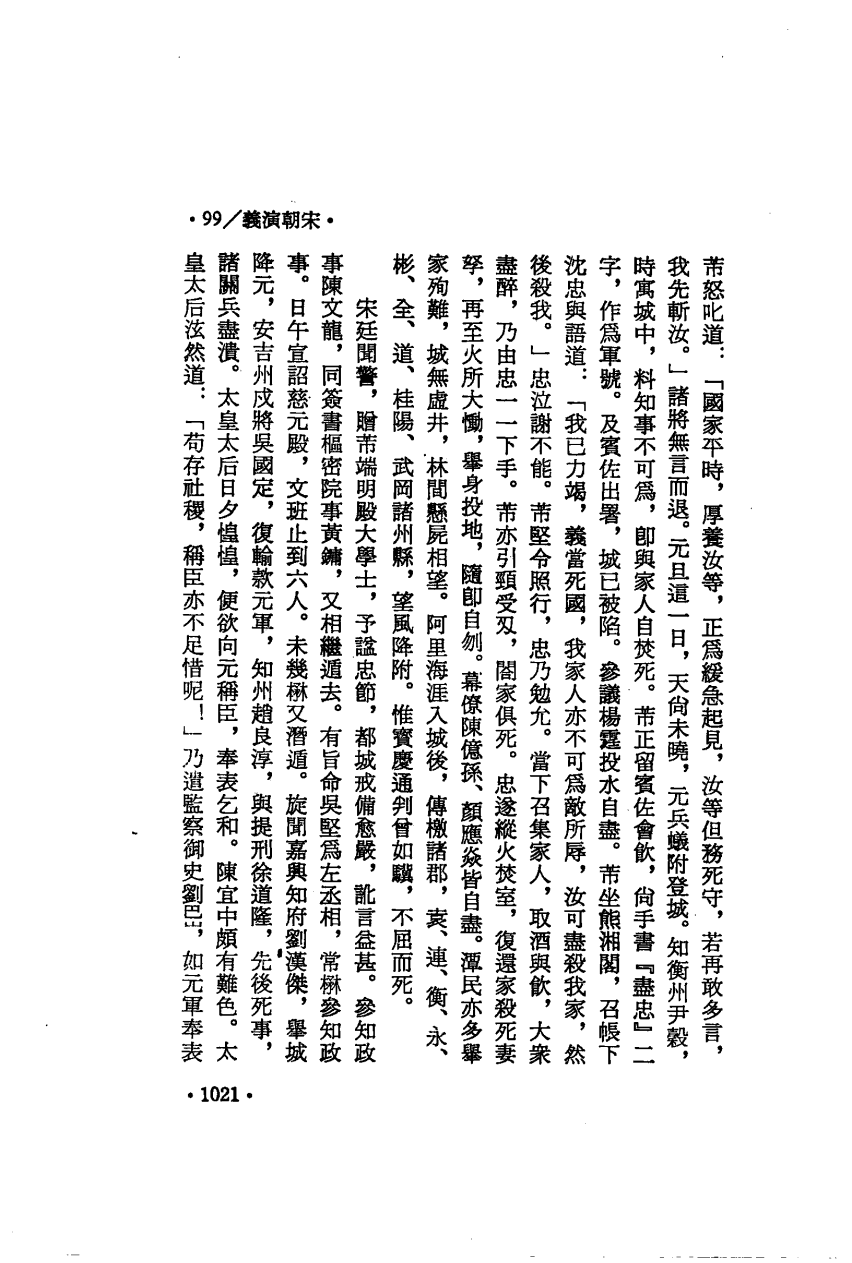 ·宋朝演義／99·
芾怒叱道：「國家平時，厚養汝等，正爲緩急起見，汝等但務死守，若再敢多言，
我先斬汝。」諸將無言而退。元旦這一日，天尙未曉，元兵蟻附登城。知衡州尹穀，
時寓城中，料知事不可爲，卽與家人自焚死。芾正留賓佐會飮，尙手書『盡忠』二
字，作爲軍號。及賓佐出署，城已被陷。參議楊霆投水自盡。芾坐熊湘閣，召帳下
沈忠與語道：「我已力竭，義當死國，我家人亦不可爲敵所辱，汝可盡殺我家，然
後殺我。」忠泣謝不能。芾堅令照行，忠乃勉允。當下召集家人，取酒與飮，大衆
盡醉，乃由忠一一下手。芾亦引頸受刄，闔家俱死。忠遂縱火焚室，復還家殺死妻
孥，再至火所大慟，舉身投地，隨卽自刎。幕僚陳億孫、顏應焱皆自盡。潭民亦多舉
家殉難，城無虛井，林間懸屍相望。阿里海涯入城後，傳檄諸郡，袁、連、衡、永、
彬、全、道、桂陽、武岡諸州縣，望風降附。惟寶慶通判曾如驥，不屈而死。
宋廷聞警，贈芾端明殿大學士，予諡忠節，都城戒備愈嚴，訛言益甚。參知政
事陳文龍，同簽書樞密院事黃鏞，又相繼遁去。有旨命吳堅爲左丞相，常楙參知政
事。日午宣詔慈元殿，文班止到六人。未幾楙又潛遁。旋聞嘉興知府劉漢傑，舉城
降元，安吉州戍將吳國定，復輸款元軍，知州趙良淳，與提刑徐道隆，先後死事，
諸關兵盡潰。太皇太后日夕惶惶，便欲向元稱臣，奉表乞和。陳宜中頗有難色。太
皇太后泫然道：「苟存社稷，稱臣亦不足惜呢！」乃遣監察御史劉岊，如元軍奉表
·1021·